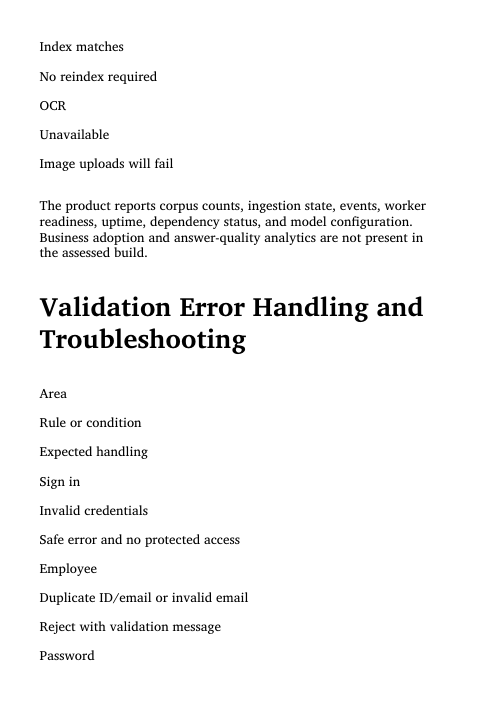 Index matches
No reindex required
OCR
Unavailable
Image uploads will fail
The product reports corpus counts, ingestion state, events, worker
readiness, uptime, dependency status, and model configuration.
Business adoption and answer-quality analytics are not present in
the assessed build.
Validation Error Handling and
Troubleshooting
Area
Rule or condition
Expected handling
Sign in
Invalid credentials
Safe error and no protected access
Employee
Duplicate ID/email or invalid email
Reject with validation message
Password